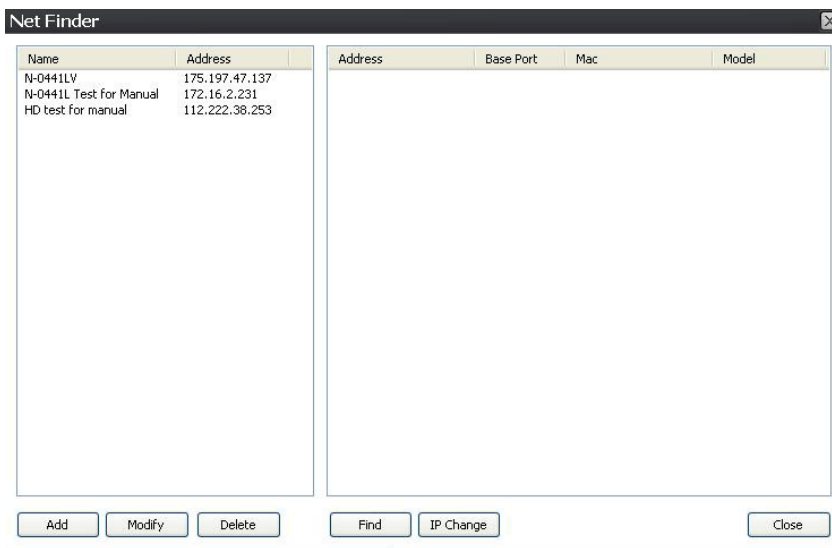 Net Finder
Name Address
N-0441LV 175.197.47.137
N-0441L Test for Manual 172.16.2.231
HD test for manual 112.222.38.253
Address Base Port Mac Model
Add Modify Delete Find IP Change Close